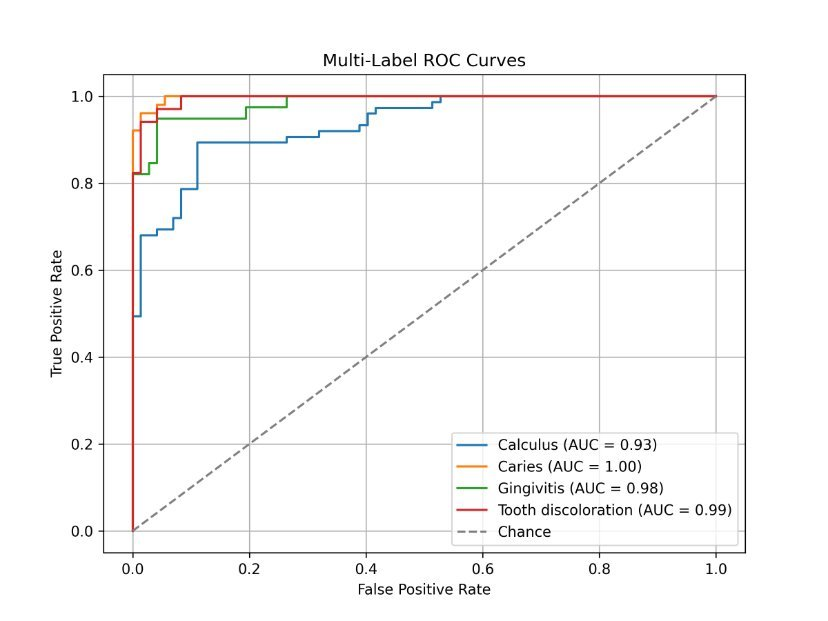 Multi-Label ROC Curves
1.0
0.8
0.6
0.4
0.2
0.0
True Positive Rate
Calculus (AUC = 0.93)
Caries (AUC = 1.00)
Gingivitis (AUC = 0.98)
Tooth discoloration (AUC = 0.99)
Chance
0.0 0.2 0.4 0.6 0.8 1.0
False Positive Rate